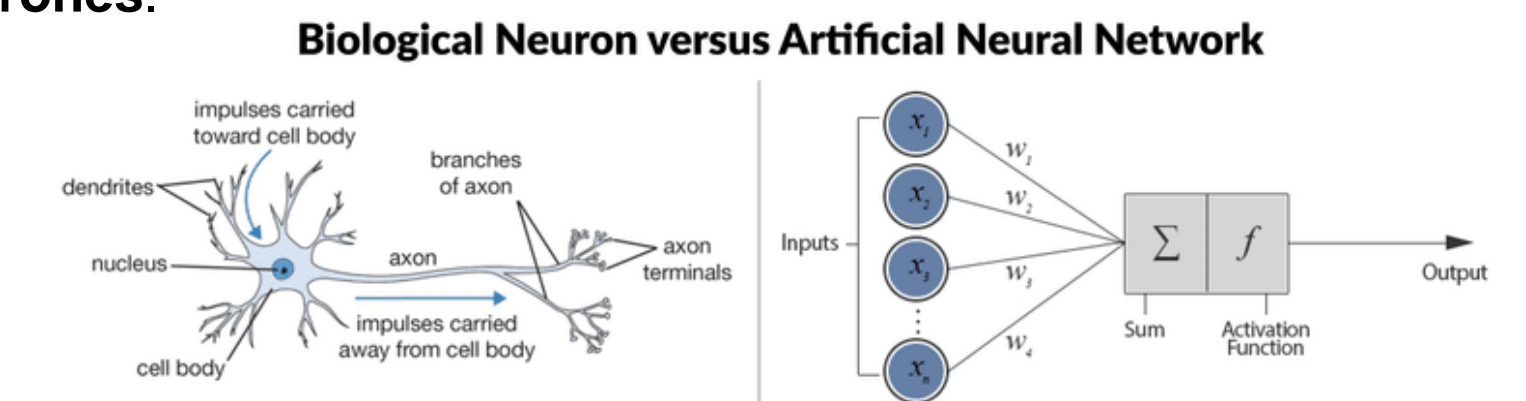 rones.
Biological Neuron versus Artificial Neural Network
impulses carried
toward cell body
dendrites
nucleus
cell body
axon
impulses carried
away from cell body
branches
of axon
axon
terminals
Inputs
x1
x2
x3
xn
w1
w2
w3
w4
∑
f
Sum
Activation
Function
Output